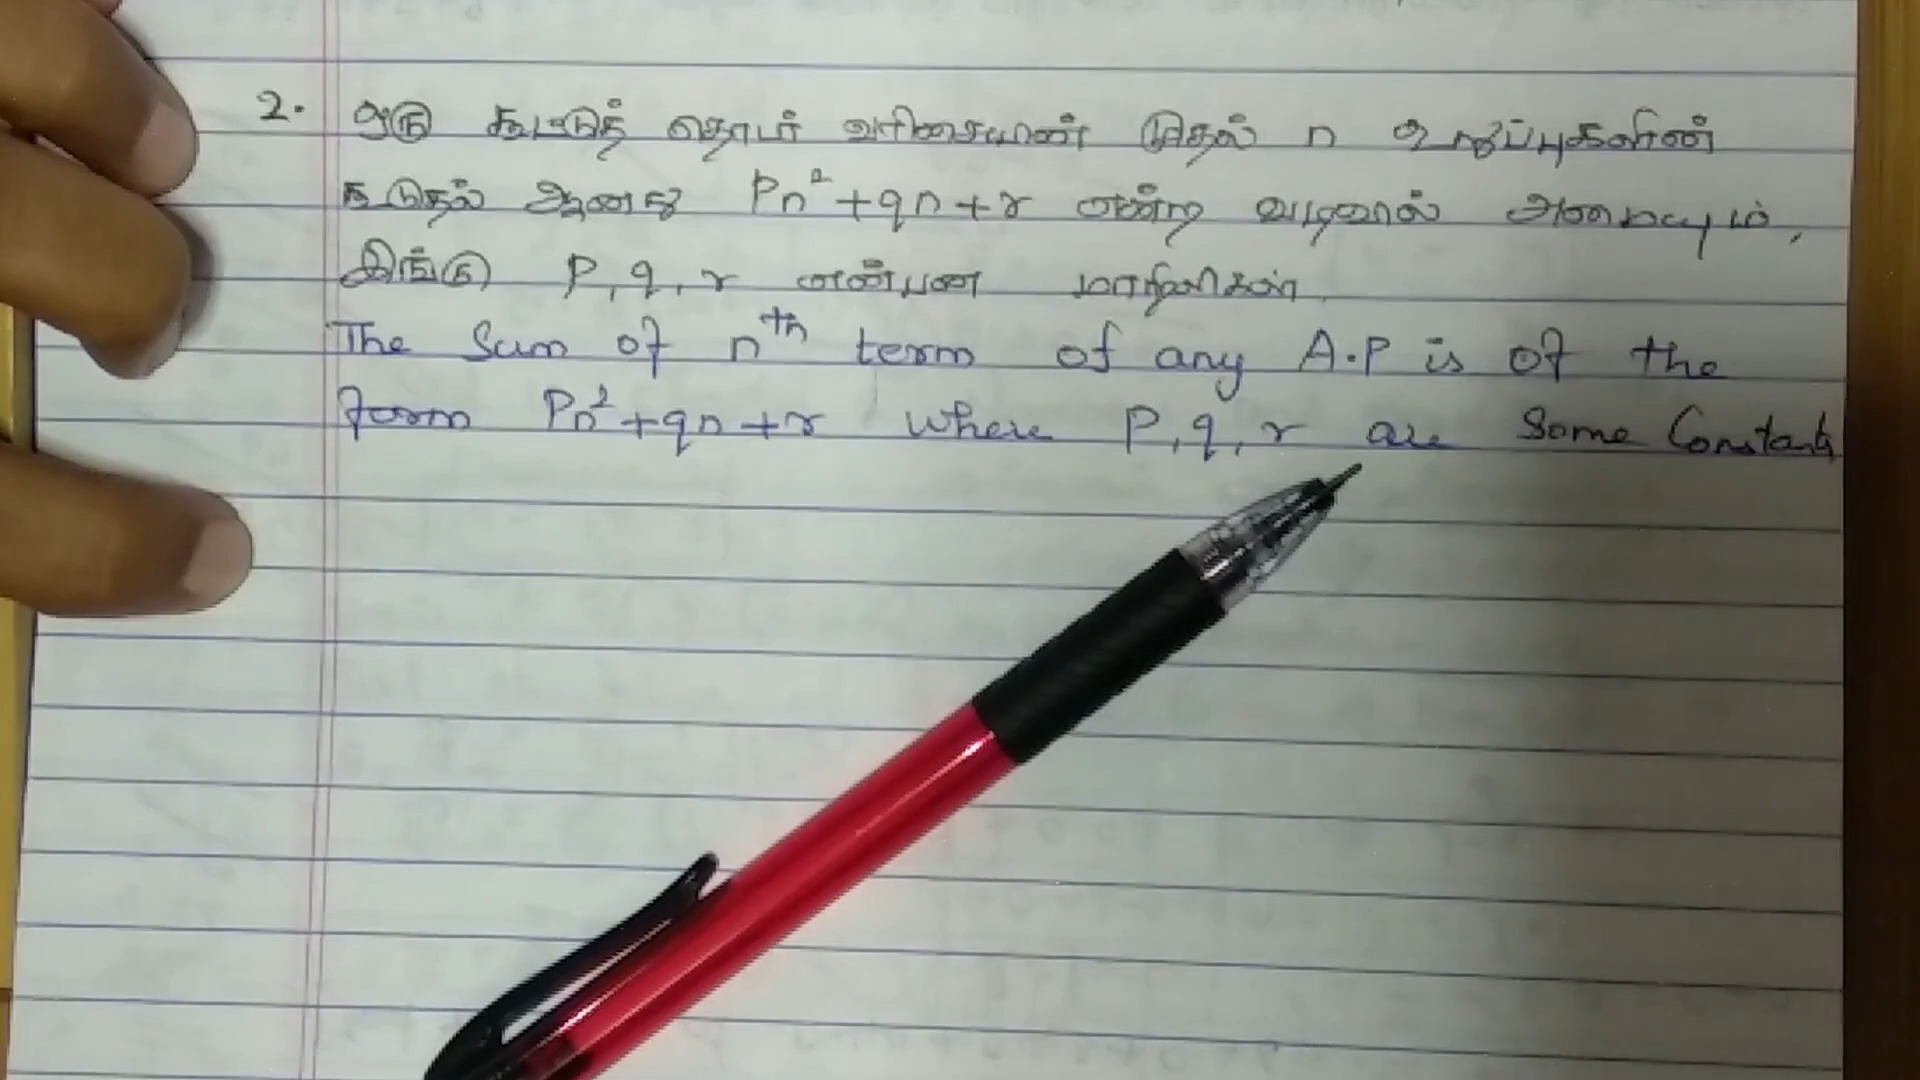 2. ஒரு கூட்டுத் தொடர் வரிசையின் முதல் n உறுப்புகளின்
கூடுதல் ஆனது Pn²+qn+r என்ற வடிவில் அமையும்,
இங்கு P, q, r என்பன மாறிலிகள்.
The Sum of nᵗʰ term of any A.P is of the
form Pn²+qn+r where P, q, r are some Constants